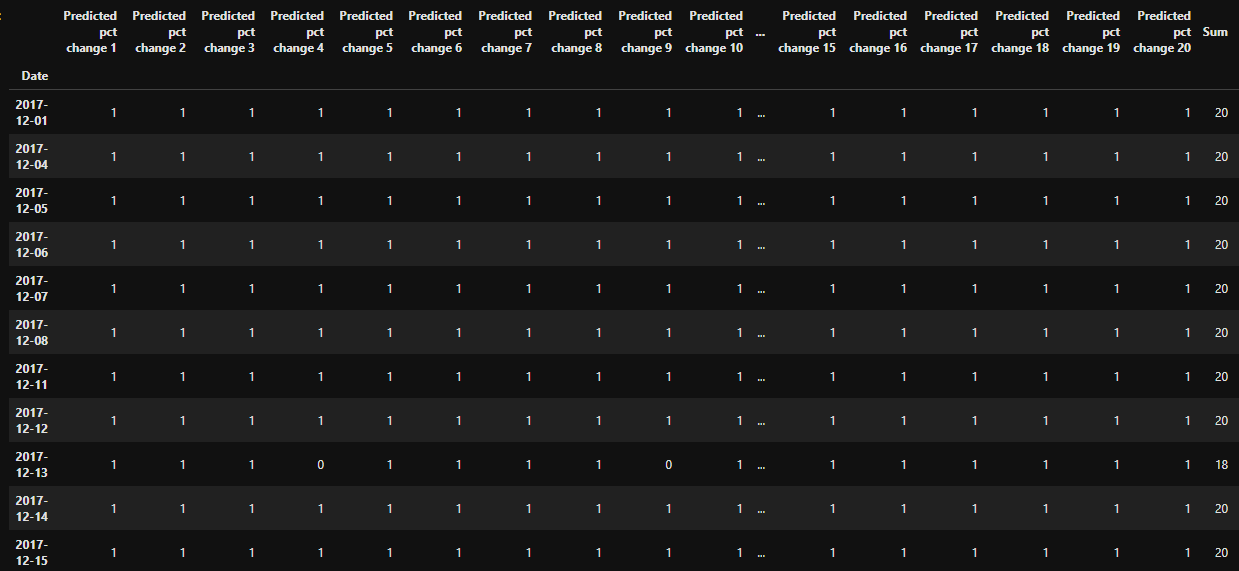 :
Predicted pct change 1 Predicted pct change 2 Predicted pct change 3 Predicted pct change 4 Predicted pct change 5 Predicted pct change 6 Predicted pct change 7 Predicted pct change 8 Predicted pct change 9 Predicted pct change 10 ... Predicted pct change 15 Predicted pct change 16 Predicted pct change 17 Predicted pct change 18 Predicted pct change 19 Predicted pct change 20 Sum
Date
2017-12-01 1 1 1 1 1 1 1 1 1 1 ... 1 1 1 1 1 1 20
2017-12-04 1 1 1 1 1 1 1 1 1 1 ... 1 1 1 1 1 1 20
2017-12-05 1 1 1 1 1 1 1 1 1 1 ... 1 1 1 1 1 1 20
2017-12-06 1 1 1 1 1 1 1 1 1 1 ... 1 1 1 1 1 1 20
2017-12-07 1 1 1 1 1 1 1 1 1 1 ... 1 1 1 1 1 1 20
2017-12-08 1 1 1 1 1 1 1 1 1 1 ... 1 1 1 1 1 1 20
2017-12-11 1 1 1 1 1 1 1 1 1 1 ... 1 1 1 1 1 1 20
2017-12-12 1 1 1 1 1 1 1 1 1 1 ... 1 1 1 1 1 1 20
2017-12-13 1 1 1 0 1 1 1 1 0 1 ... 1 1 1 1 1 1 18
2017-12-14 1 1 1 1 1 1 1 1 1 1 ... 1 1 1 1 1 1 20
2017-12-15 1 1 1 1 1 1 1 1 1 1 ... 1 1 1 1 1 1 20